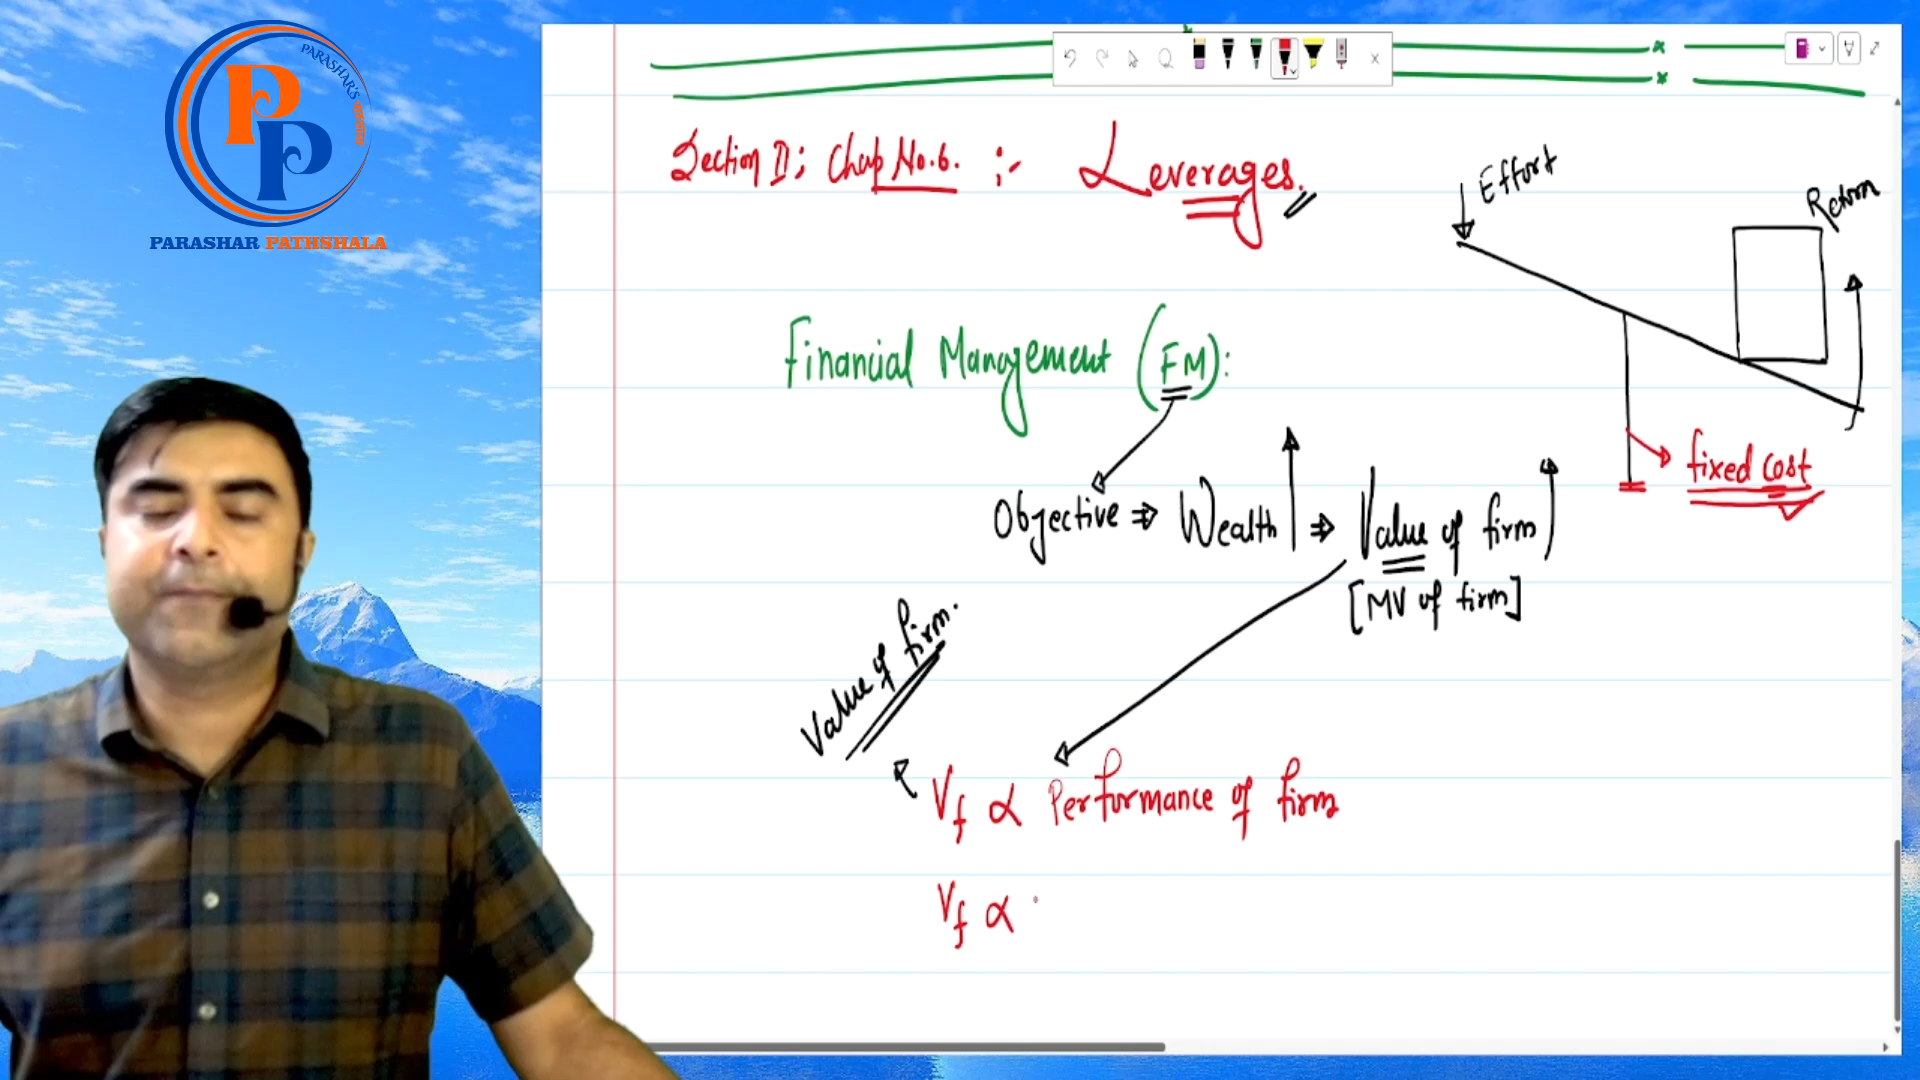 PARASHAR'S
PP
PARASHAR PATHSHALA
Section D; Chap No.6. :- Leverages.
Effort
Return
Financial Management (FM):
fixed cost
Objective ⇒ Wealth ⇒ Value of firm
[MV of firm]
Value of firm.
Vf ∝ Performance of firm
Vf ∝